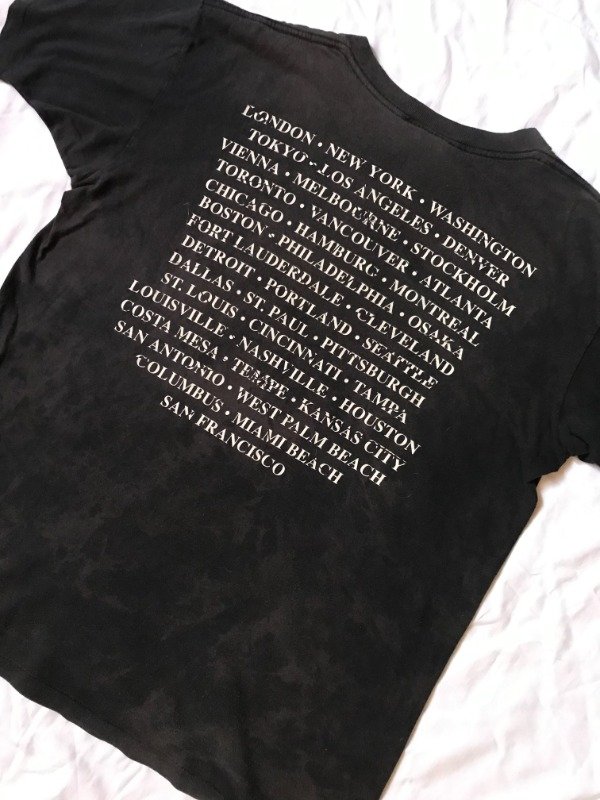 LONDON • NEW YORK • WASHINGTON
TOKYO • LOS ANGELES • DENVER
VIENNA • MELBOURNE • STOCKHOLM
TORONTO • VANCOUVER • ATLANTA
CHICAGO • HAMBURG • MONTREAL
BOSTON • PHILADELPHIA • OSAKA
FORT LAUDERDALE • CLEVELAND
DETROIT • PORTLAND • SEATTLE
DALLAS • ST. PAUL • PITTSBURGH
ST. LOUIS • CINCINNATI • TAMPA
LOUISVILLE • NASHVILLE • HOUSTON
COSTA MESA • TEMPE • KANSAS CITY
SAN ANTONIO • WEST PALM BEACH
COLUMBUS • MIAMI BEACH
SAN FRANCISCO